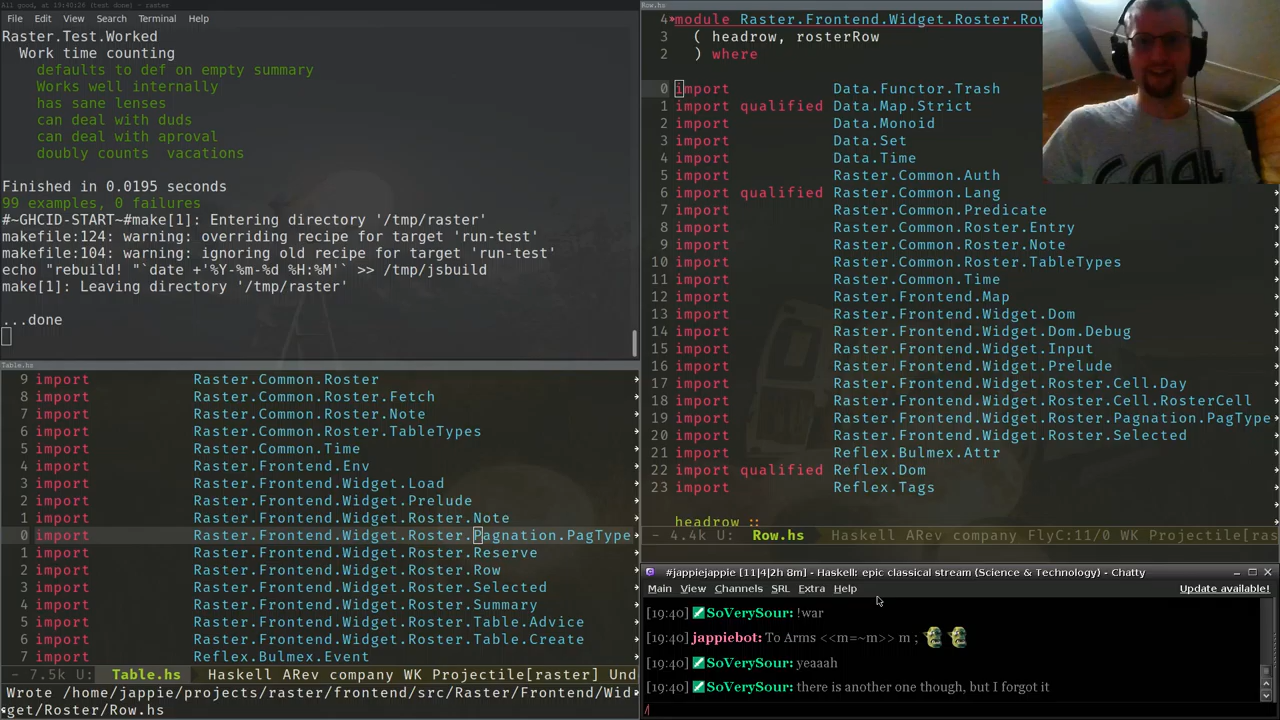 All good, at 19:40:26 (test done) - raster
File Edit View Search Terminal Help
Raster.Test.Worked
Work time counting
defaults to def on empty summary
Works well internally
has sane lenses
can deal with duds
can deal with aproval
doubly counts  vacations
Finished in 0.0195 seconds
99 examples, 0 failures
#~GHCID-START~#make[1]: Entering directory '/tmp/raster'
makefile:124: warning: overriding recipe for target 'run-test'
makefile:104: warning: ignoring old recipe for target 'run-test'
echo "rebuild! "`date +'%Y-%m-%d %H:%M'` >> /tmp/jsbuild
make[1]: Leaving directory '/tmp/raster'
...done
Table.hs
9 import Raster.Common.Roster
8 import Raster.Common.Roster.Fetch
7 import Raster.Common.Roster.Note
6 import Raster.Common.Roster.TableTypes
5 import Raster.Common.Time
4 import Raster.Frontend.Env
3 import Raster.Frontend.Widget.Load
2 import Raster.Frontend.Widget.Prelude
1 import Raster.Frontend.Widget.Roster.Note
0 import Raster.Frontend.Widget.Roster.Pagnation.PagType
1 import Raster.Frontend.Widget.Roster.Reserve
2 import Raster.Frontend.Widget.Roster.Row
3 import Raster.Frontend.Widget.Roster.Selected
4 import Raster.Frontend.Widget.Roster.Summary
5 import Raster.Frontend.Widget.Roster.Table.Advice
6 import Raster.Frontend.Widget.Roster.Table.Create
7 import Reflex.Bulmex.Event
- 7.5k U: Table.hs Haskell ARev company WK Projectile[raster] Und
Wrote /home/jappie/projects/raster/frontend/src/Raster/Frontend/Wid
get/Roster/Row.hs
Row.hs
4 module Raster.Frontend.Widget.Roster.Row
3 ( headrow, rosterRow
2 ) where
0 import Data.Functor.Trash
1 import qualified Data.Map.Strict
2 import Data.Monoid
3 import Data.Set
4 import Data.Time
5 import Raster.Common.Auth
6 import qualified Raster.Common.Lang
7 import Raster.Common.Predicate
8 import Raster.Common.Roster.Entry
9 import Raster.Common.Roster.Note
10 import Raster.Common.Roster.TableTypes
11 import Raster.Common.Time
12 import Raster.Frontend.Map
13 import Raster.Frontend.Widget.Dom
14 import Raster.Frontend.Widget.Dom.Debug
15 import Raster.Frontend.Widget.Input
16 import Raster.Frontend.Widget.Prelude
17 import Raster.Frontend.Widget.Roster.Cell.Day
18 import Raster.Frontend.Widget.Roster.Cell.RosterCell
19 import Raster.Frontend.Widget.Roster.Pagnation.PagType
20 import Raster.Frontend.Widget.Roster.Selected
21 import Reflex.Bulmex.Attr
22 import qualified Reflex.Dom
23 import Reflex.Tags
headrow ::
- 4.4k U: Row.hs Haskell ARev company FlyC:11/0 WK Projectile[ras
#jappiejappie [11|4|2h 8m] - Haskell: epic classical stream (Science & Technology) - Chatty
Main View Channels SRL Extra Help Update available!
[19:40] SoVerySour: !war
[19:40] jappiebot: To Arms <<m=~m>> m ;
[19:40] SoVerySour: yeaaah
[19:40] SoVerySour: there is another one though, but I forgot it
/